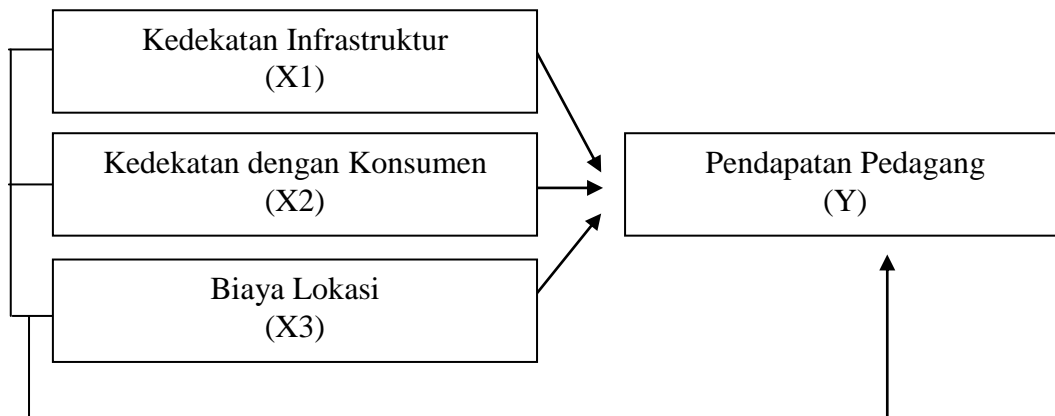 Kedekatan Infrastruktur
(X1)
Kedekatan dengan Konsumen
(X2)
Pendapatan Pedagang
(Y)
Biaya Lokasi
(X3)